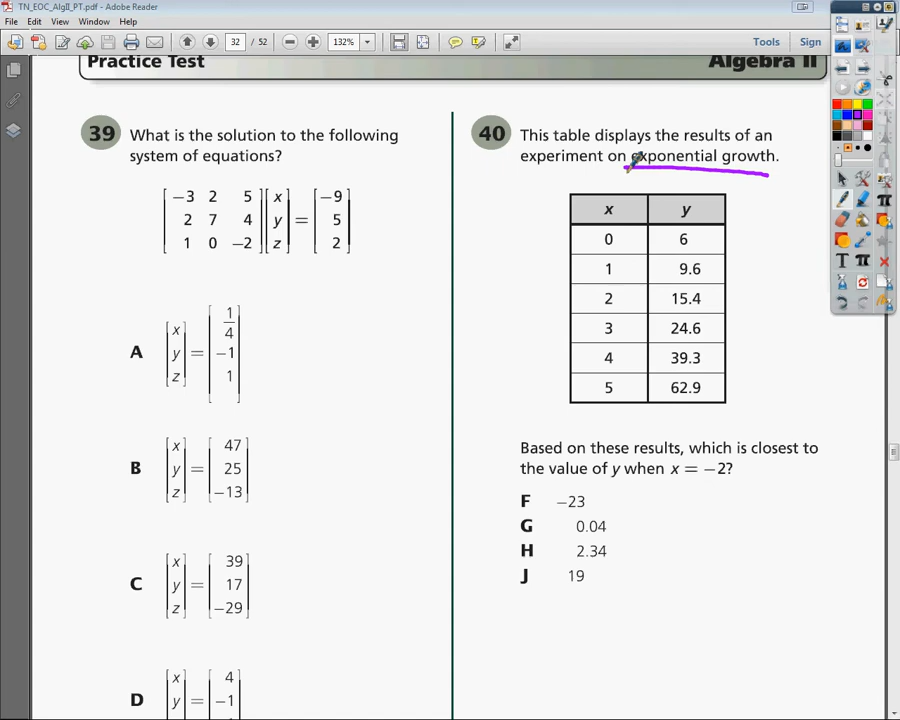 TN_EOC_AlgII_PT.pdf - Adobe Reader
File Edit View Window Help
32 / 52 132% Tools Sign
Practice Test Algebra II
39 What is the solution to the following
system of equations?
−3 2 5 x −9
2 7 4 y = 5
1 0 −2 z 2
A
x 1/4
y = −1
z 1
B
x 47
y = 25
z −13
C
x 39
y = 17
z −29
D
x 4
y = −1
40 This table displays the results of an
experiment on exponential growth.
x y
0 6
1 9.6
2 15.4
3 24.6
4 39.3
5 62.9
Based on these results, which is closest to
the value of y when x = −2?
F −23
G 0.04
H 2.34
J 19